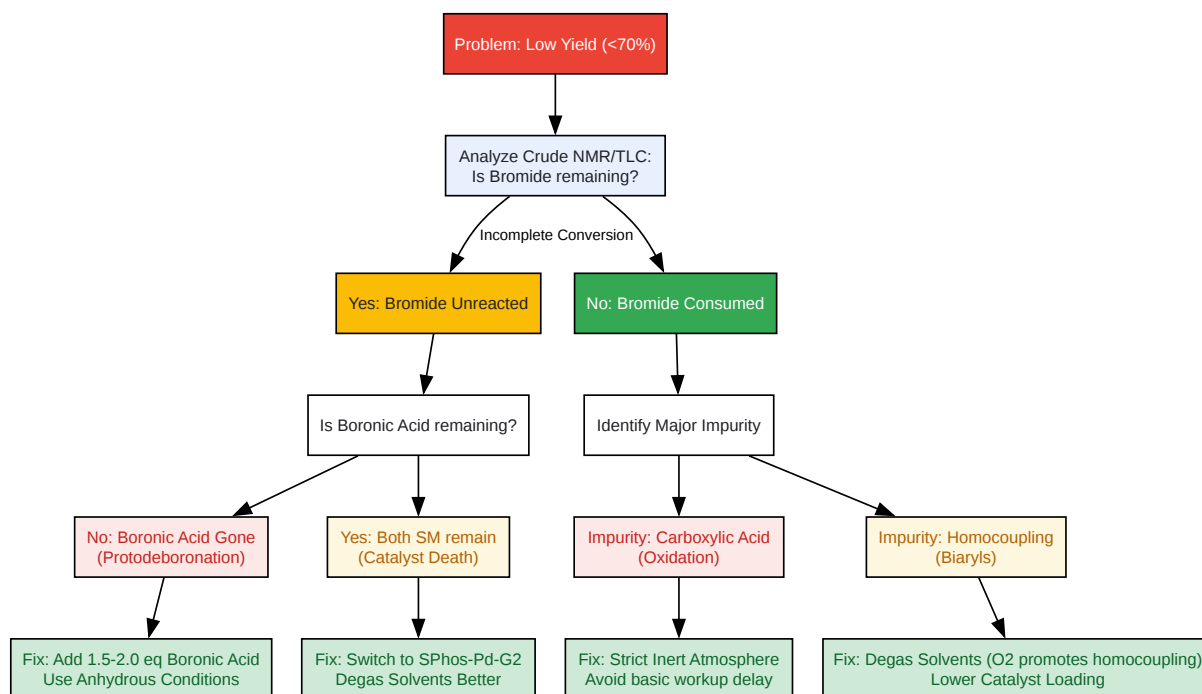 Problem: Low Yield (<70%)
Analyze Crude NMR/TLC:
Is Bromide remaining?
Incomplete Conversion
Yes: Bromide Unreacted
No: Bromide Consumed
Is Boronic Acid remaining?
Identify Major Impurity
No: Boronic Acid Gone
(Protodeboronation)
Yes: Both SM remain
(Catalyst Death)
Impurity: Carboxylic Acid
(Oxidation)
Impurity: Homocoupling
(Biaryls)
Fix: Add 1.5-2.0 eq Boronic Acid
Use Anhydrous Conditions
Fix: Switch to SPhos-Pd-G2
Degas Solvents Better
Fix: Strict Inert Atmosphere
Avoid basic workup delay
Fix: Degas Solvents (O2 promotes homocoupling)
Lower Catalyst Loading